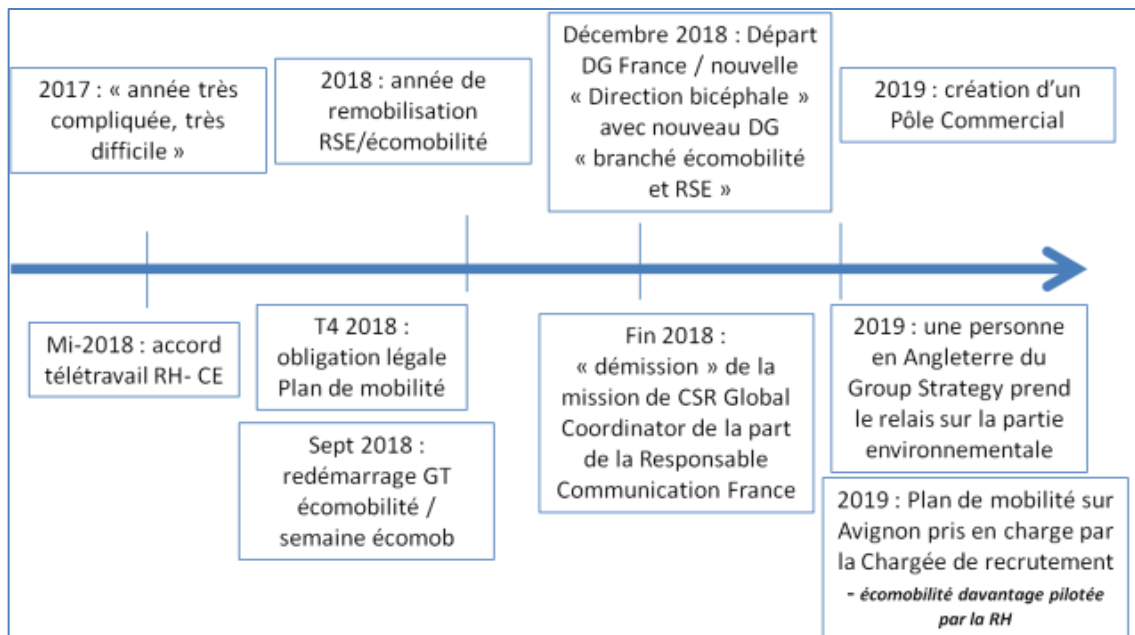 2017 : « année très
compliquée, très
difficile »
2018 : année de
remobilisation
RSE/écomobilité
Décembre 2018 : Départ
DG France / nouvelle
« Direction bicéphale »
avec nouveau DG
« branché écomobilité
et RSE »
2019 : création d'un
Pôle Commercial
Mi-2018 : accord
télétravail RH- CE
T4 2018 :
obligation légale
Plan de mobilité
Sept 2018 :
redémarrage GT
écomobilité /
semaine écomob
Fin 2018 :
« démission » de la
mission de CSR Global
Coordinator de la part
de la Responsable
Communication France
2019 : une personne
en Angleterre du
Group Strategy prend
le relais sur la partie
environnementale
2019 : Plan de mobilité sur
Avignon pris en charge par
la Chargée de recrutement
- écomobilité davantage pilotée
par la RH